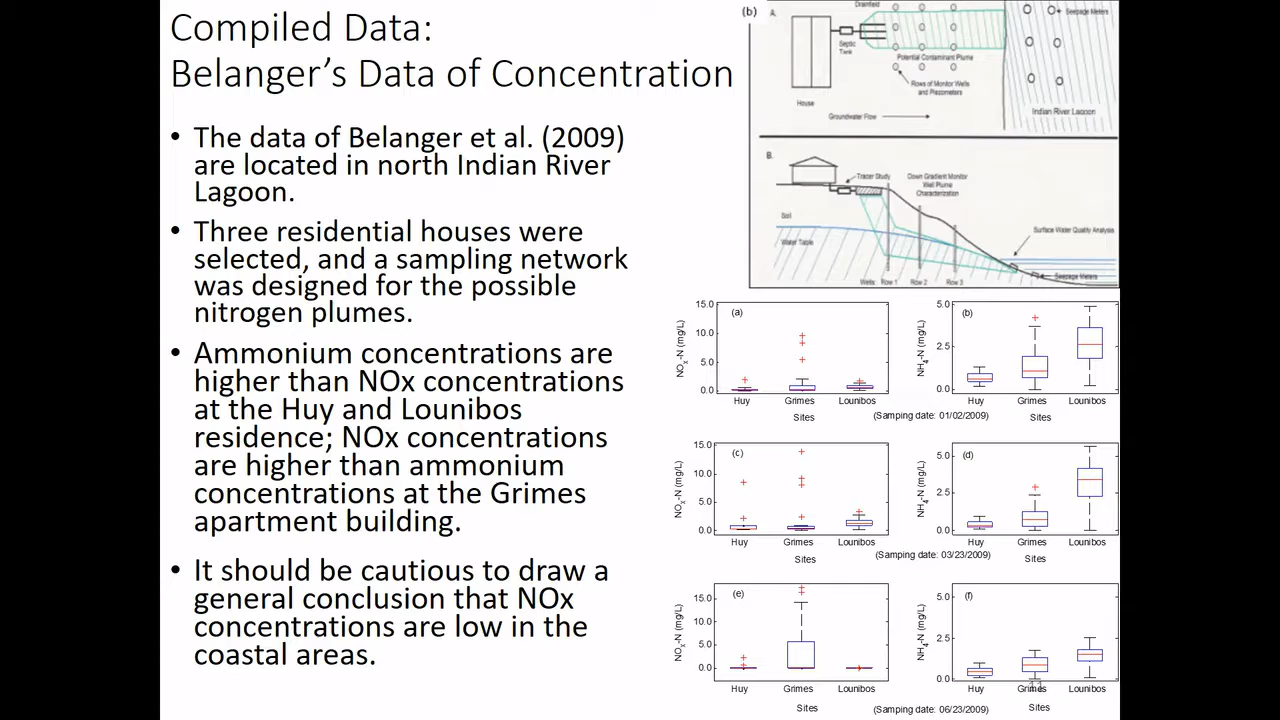 Compiled Data:
Belanger's Data of Concentration
• The data of Belanger et al. (2009)
are located in north Indian River
Lagoon.
• Three residential houses were
selected, and a sampling network
was designed for the possible
nitrogen plumes.
• Ammonium concentrations are
higher than NOx concentrations
at the Huy and Lounibos
residence; NOx concentrations
are higher than ammonium
concentrations at the Grimes
apartment building.
• It should be cautious to draw a
general conclusion that NOx
concentrations are low in the
coastal areas.
(b)
A.
Drainfield
Seepage Meters
Septic
Tank
Potential Contaminant Plume
Rows of Monitor Wells
and Piezometers
House
Indian River Lagoon
Groundwater Flow
B.
Tracer Study
Down Gradient Monitor
Well Plume
Characterization
Soil
Water Table
Surface Water Quality Analysis
Seepage Meters
Wells: Row 1 Row 2 Row 3
(a)
NOx-N (mg/L)
15.0
10.0
5.0
0.0
Huy Grimes Lounibos
Sites
(b)
NH4-N (mg/L)
5.0
2.5
0.0
Huy Grimes Lounibos
Sites
(Samping date: 01/02/2009)
(c)
NOx-N (mg/L)
15.0
10.0
5.0
0.0
Huy Grimes Lounibos
Sites
(d)
NH4-N (mg/L)
5.0
2.5
0.0
Huy Grimes Lounibos
Sites
(Samping date: 03/23/2009)
(e)
NOx-N (mg/L)
15.0
10.0
5.0
0.0
Huy Grimes Lounibos
Sites
(f)
NH4-N (mg/L)
5.0
2.5
0.0
Huy Grimes Lounibos
Sites
(Samping date: 06/23/2009)
11